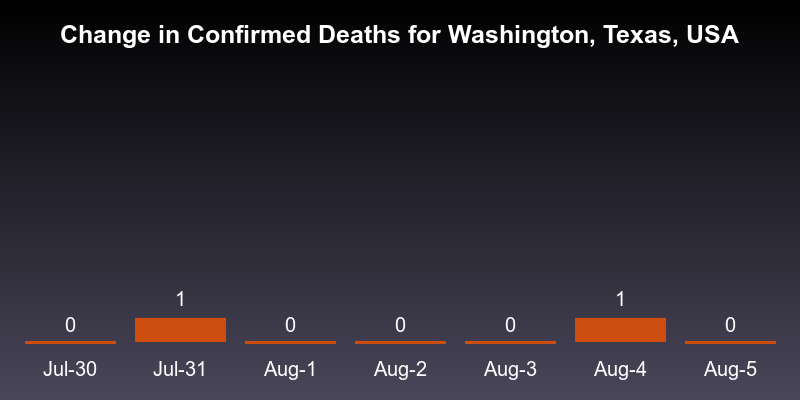 Change in Confirmed Deaths for Washington, Texas, USA
0 1 0 0 0 1 0
Jul-30 Jul-31 Aug-1 Aug-2 Aug-3 Aug-4 Aug-5